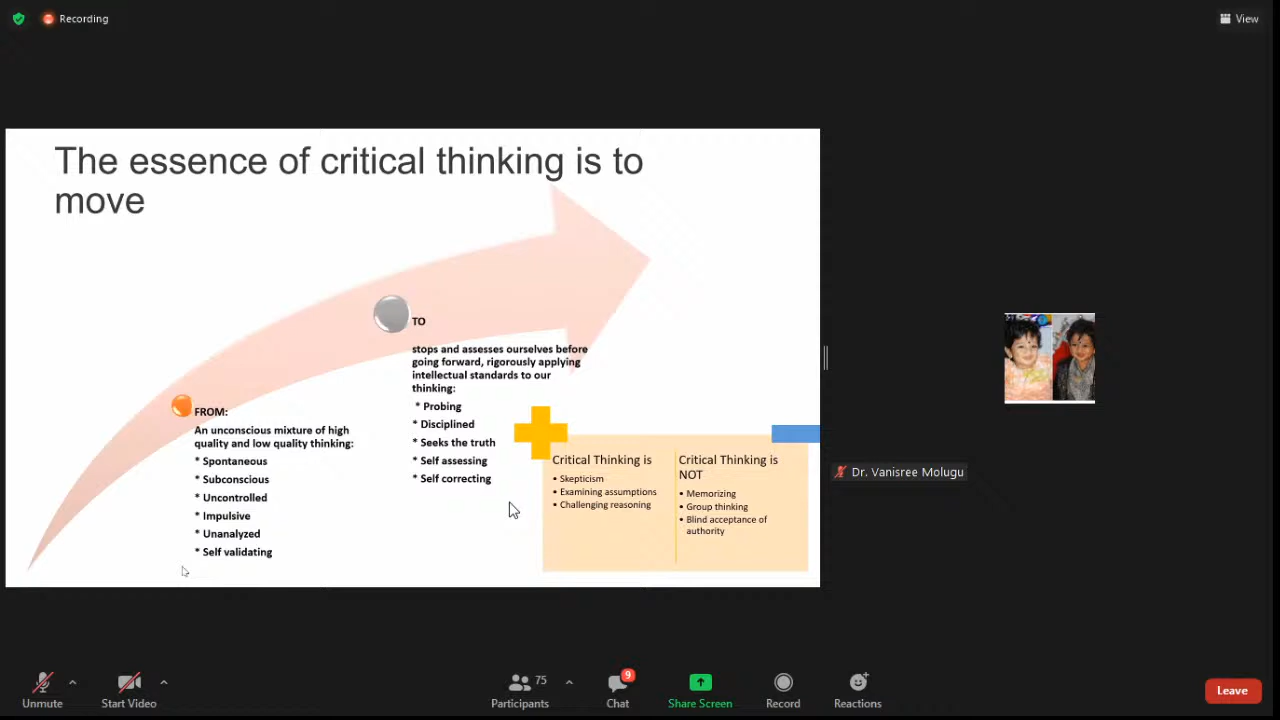 Recording
View
The essence of critical thinking is to
move
TO
stops and assesses ourselves before
going forward, rigorously applying
intellectual standards to our
thinking:
* Probing
* Disciplined
* Seeks the truth
* Self assessing
* Self correcting
FROM:
An unconscious mixture of high
quality and low quality thinking:
* Spontaneous
* Subconscious
* Uncontrolled
* Impulsive
* Unanalyzed
* Self validating
Critical Thinking is
• Skepticism
• Examining assumptions
• Challenging reasoning
Critical Thinking is
NOT
• Memorizing
• Group thinking
• Blind acceptance of
authority
Dr. Vanisree Molugu
Unmute
Start Video
75
Participants
9
Chat
Share Screen
Record
Reactions
Leave